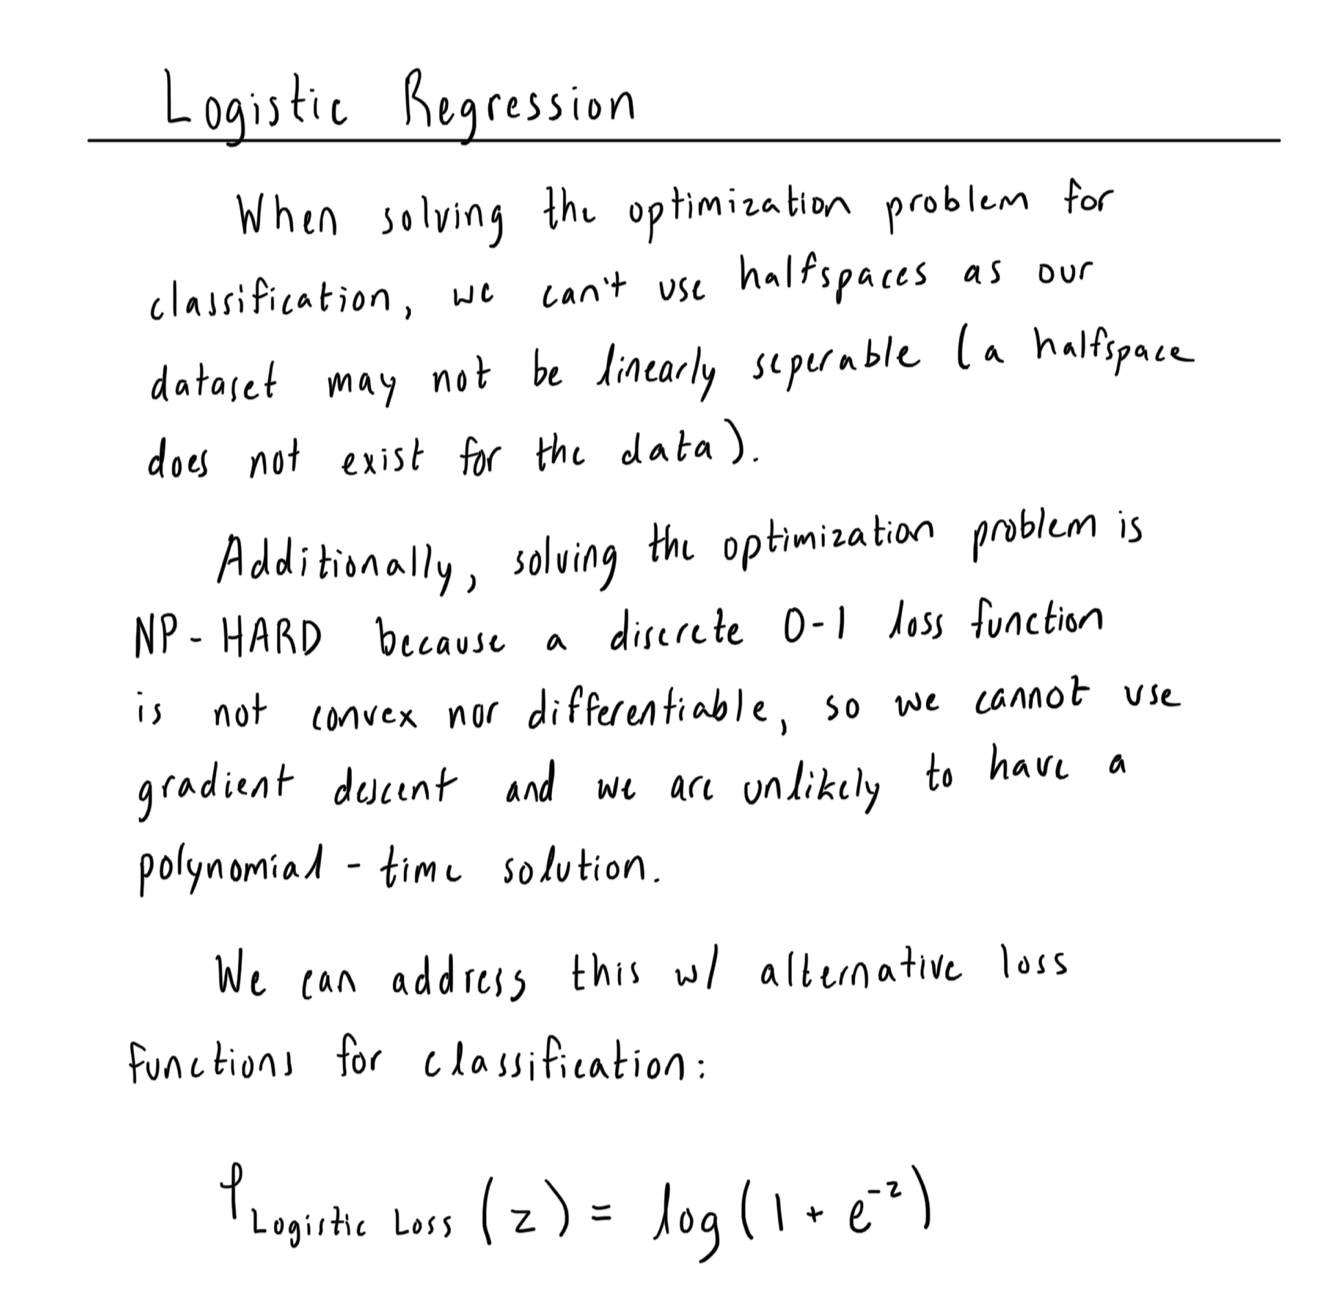 Logistic Regression
When solving the optimization problem for
classification, we can't use halfspaces as our
dataset may not be linearly seperable (a halfspace
does not exist for the data).
Additionally, solving the optimization problem is
NP-HARD because a discrete 0-1 loss function
is not convex nor differentiable, so we cannot use
gradient descent and we are unlikely to have a
polynomial-time solution.
We can address this w/ alternative loss
functions for classification:
φ_Logistic Loss (z) = log(1 + e^{-z})